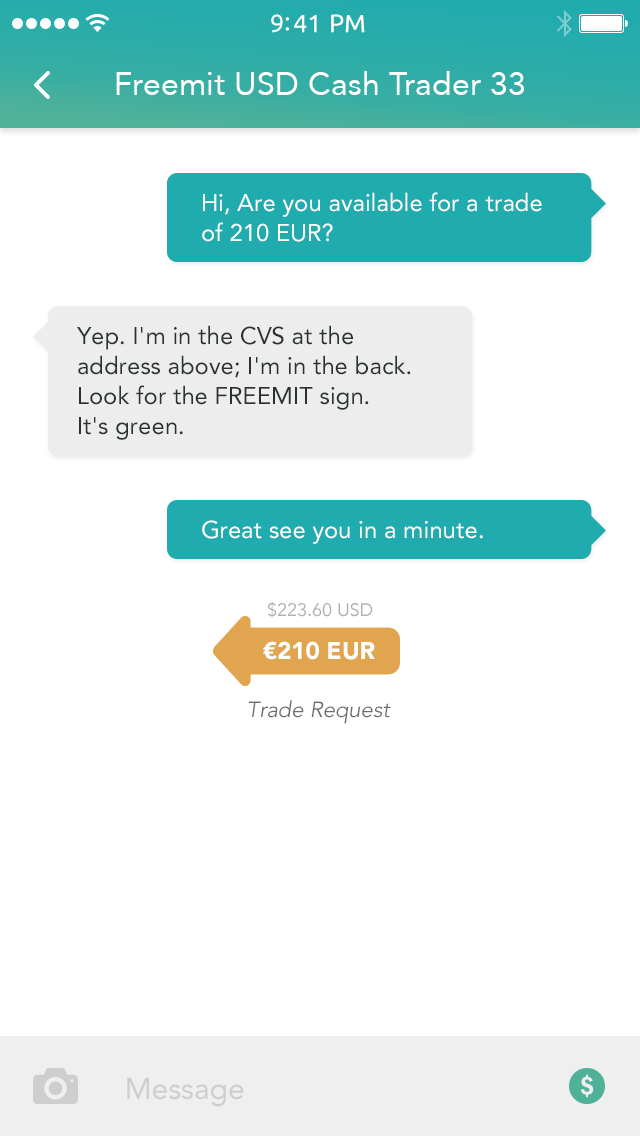 9:41 PM
Freemit USD Cash Trader 33
Hi, Are you available for a trade
of 210 EUR?
Yep. I'm in the CVS at the
address above; I'm in the back.
Look for the FREEMIT sign.
It's green.
Great see you in a minute.
$223.60 USD
€210 EUR
Trade Request
Message
$